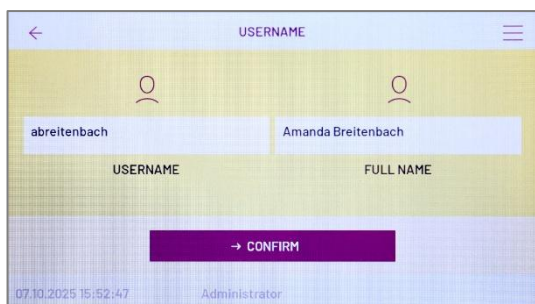 USERNAME
abreitenbach
Amanda Breitenbach
USERNAME
FULL NAME
→ CONFIRM
07.10.2025 15:52:47
Administrator